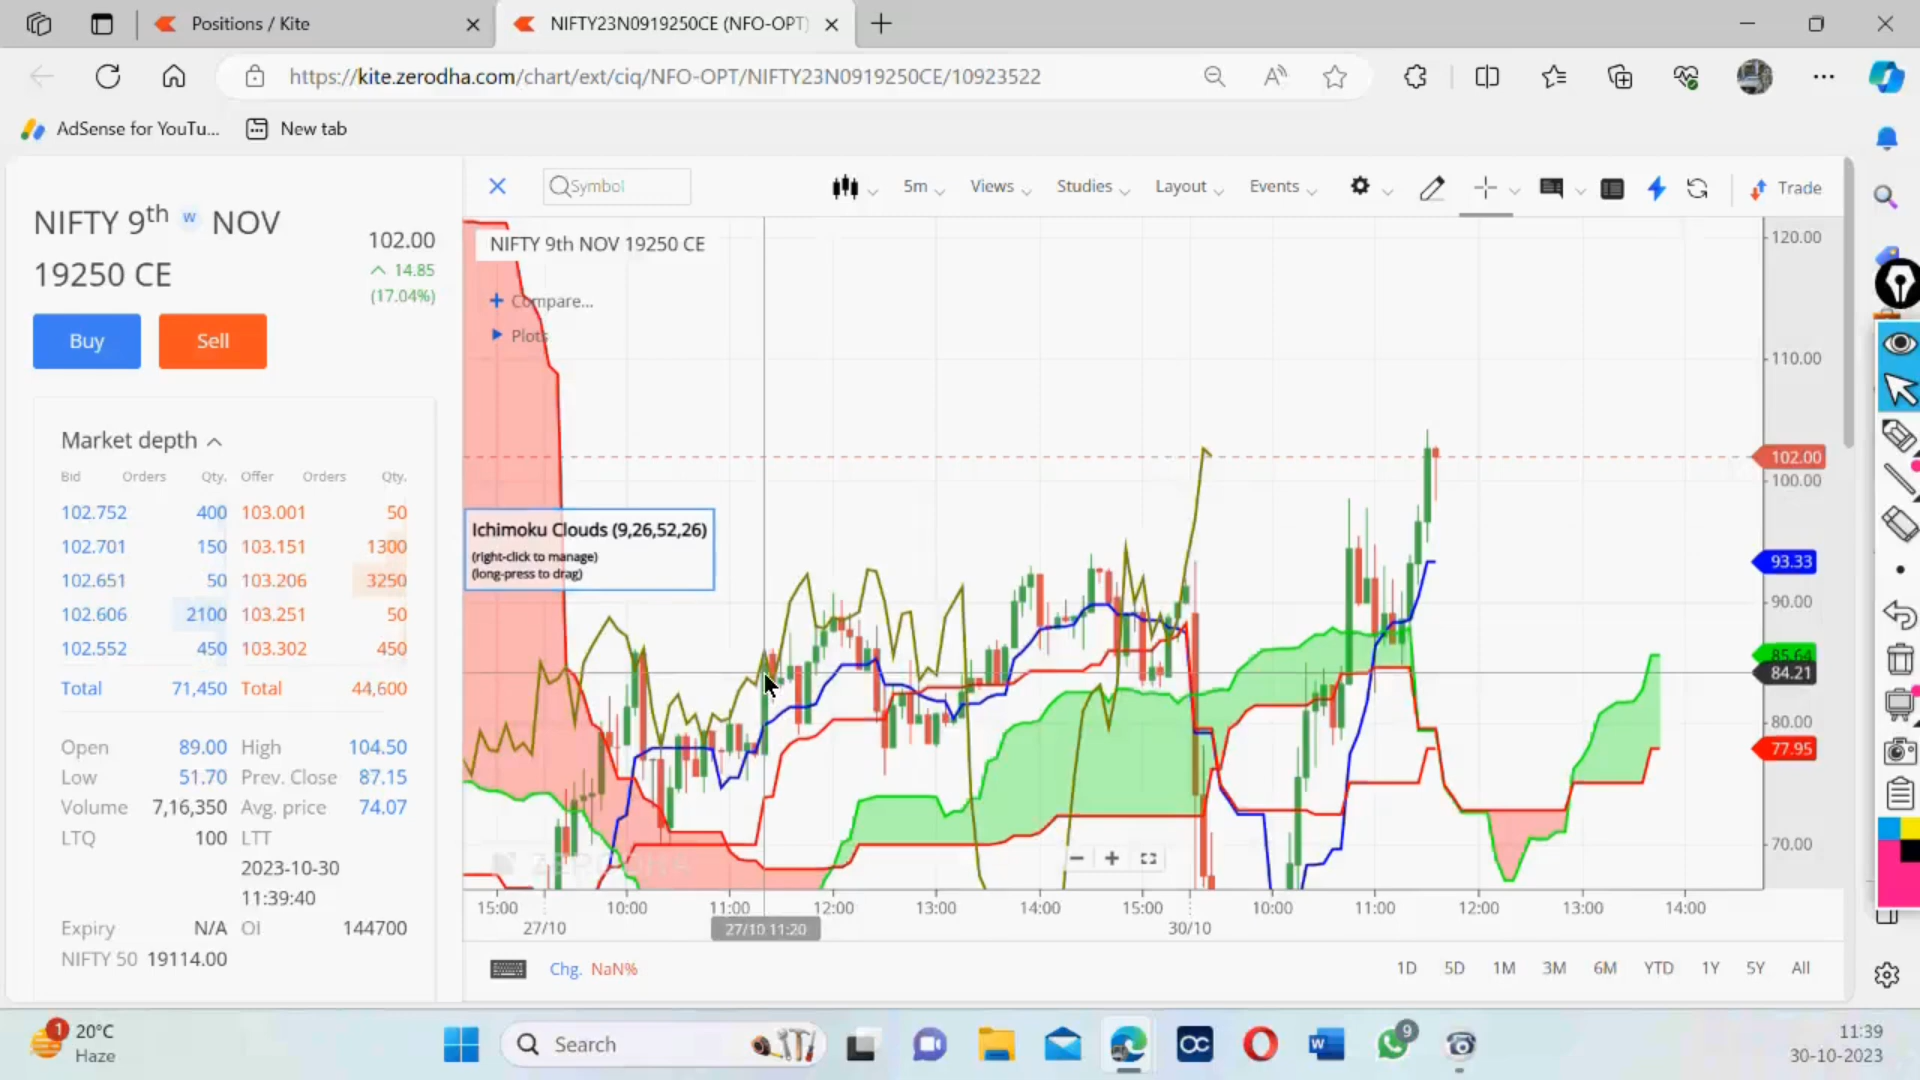 Positions / Kite
NIFTY23N0919250CE (NFO-OPT)
https://kite.zerodha.com/chart/ext/ciq/NFO-OPT/NIFTY23N0919250CE/10923522
AdSense for YouTu...
New tab
NIFTY 9th w NOV
19250 CE
102.00
14.85
(17.04%)
Buy
Sell
Market depth
Bid Orders Qty. Offer Orders Qty.
102.752 400 103.001 50
102.701 150 103.151 1300
102.651 50 103.206 3250
102.606 2100 103.251 50
102.552 450 103.302 450
Total 71,450 Total 44,600
Open 89.00 High 104.50
Low 51.70 Prev. Close 87.15
Volume 7,16,350 Avg. price 74.07
LTQ 100 LTT
2023-10-30
11:39:40
Expiry N/A OI 144700
NIFTY 50 19114.00
Symbol
5m Views Studies Layout Events Trade
NIFTY 9th NOV 19250 CE
Compare...
Plots
Ichimoku Clouds (9,26,52,26)
(right-click to manage)
(long-press to drag)
120.00
110.00
102.00
100.00
93.33
90.00
85.64
84.21
80.00
77.95
70.00
ZERODHA
15:00 10:00 11:00 12:00 13:00 14:00 15:00 10:00 11:00 12:00 13:00 14:00
27/10 27/10 11:20 30/10
Chg. NaN%
1D 5D 1M 3M 6M YTD 1Y 5Y All
1
20°C
Haze
Search
9
11:39
30-10-2023